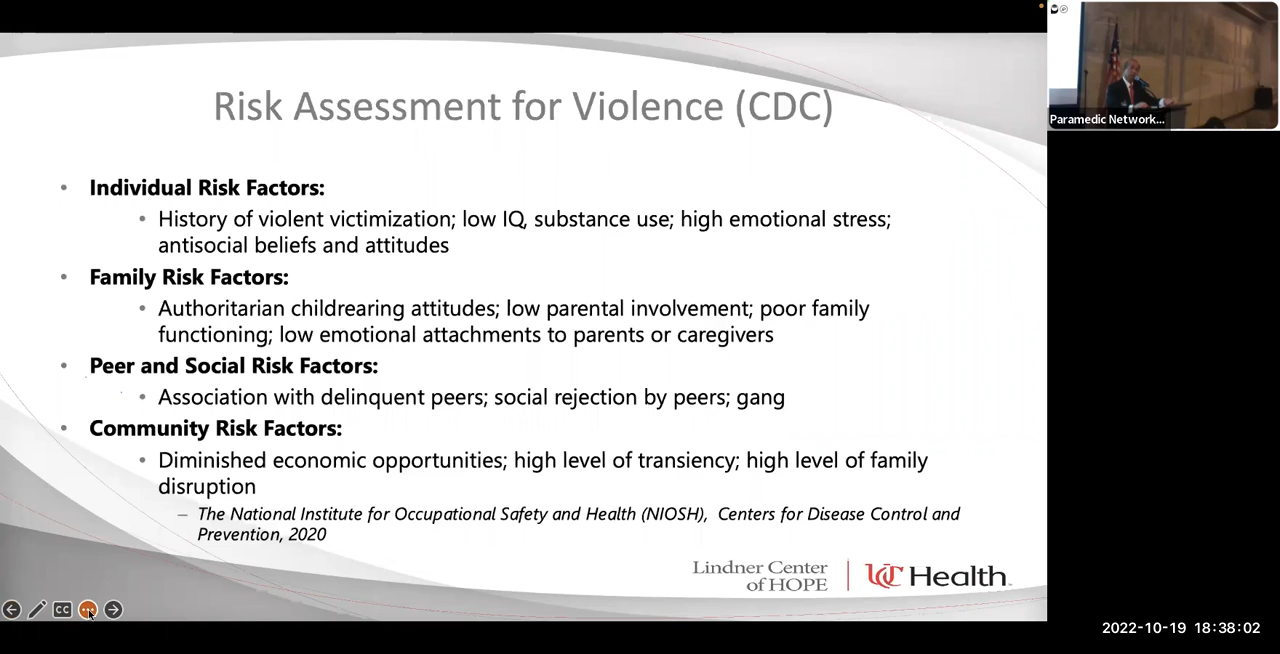 Risk Assessment for Violence (CDC)
• Individual Risk Factors:
• History of violent victimization; low IQ, substance use; high emotional stress;
antisocial beliefs and attitudes
• Family Risk Factors:
• Authoritarian childrearing attitudes; low parental involvement; poor family
functioning; low emotional attachments to parents or caregivers
• Peer and Social Risk Factors:
• Association with delinquent peers; social rejection by peers; gang
• Community Risk Factors:
• Diminished economic opportunities; high level of transiency; high level of family
disruption
– The National Institute for Occupational Safety and Health (NIOSH), Centers for Disease Control and
Prevention, 2020
Lindner Center
of HOPE
UC Health
CC
Paramedic Network...
2022-10-19 18:38:02